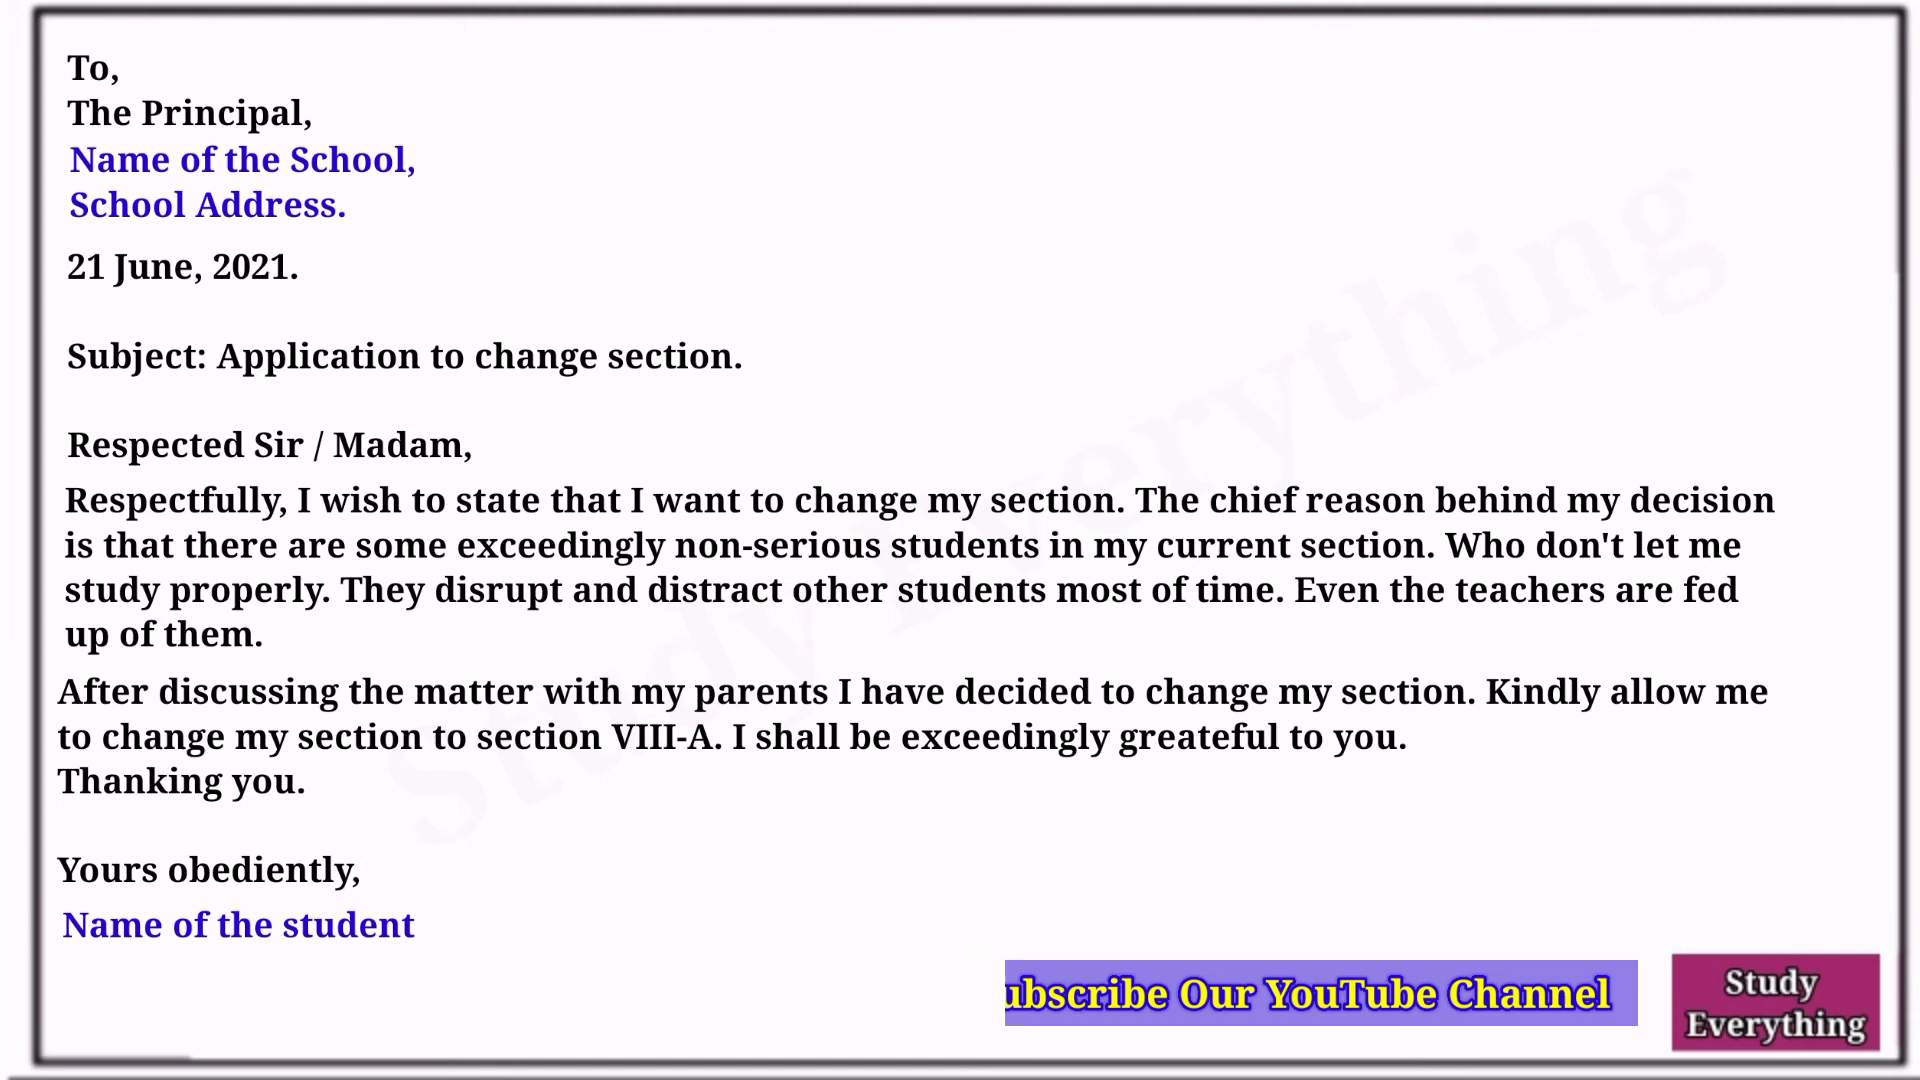 To,
The Principal,
Name of the School,
School Address.
21 June, 2021.
Subject: Application to change section.
Respected Sir / Madam,
Respectfully, I wish to state that I want to change my section. The chief reason behind my decision
is that there are some exceedingly non-serious students in my current section. Who don't let me
study properly. They disrupt and distract other students most of time. Even the teachers are fed
up of them.
After discussing the matter with my parents I have decided to change my section. Kindly allow me
to change my section to section VIII-A. I shall be exceedingly greateful to you.
Thanking you.
Yours obediently,
Name of the student
ubscribe Our YouTube Channel
Study
Everything
Study Everything